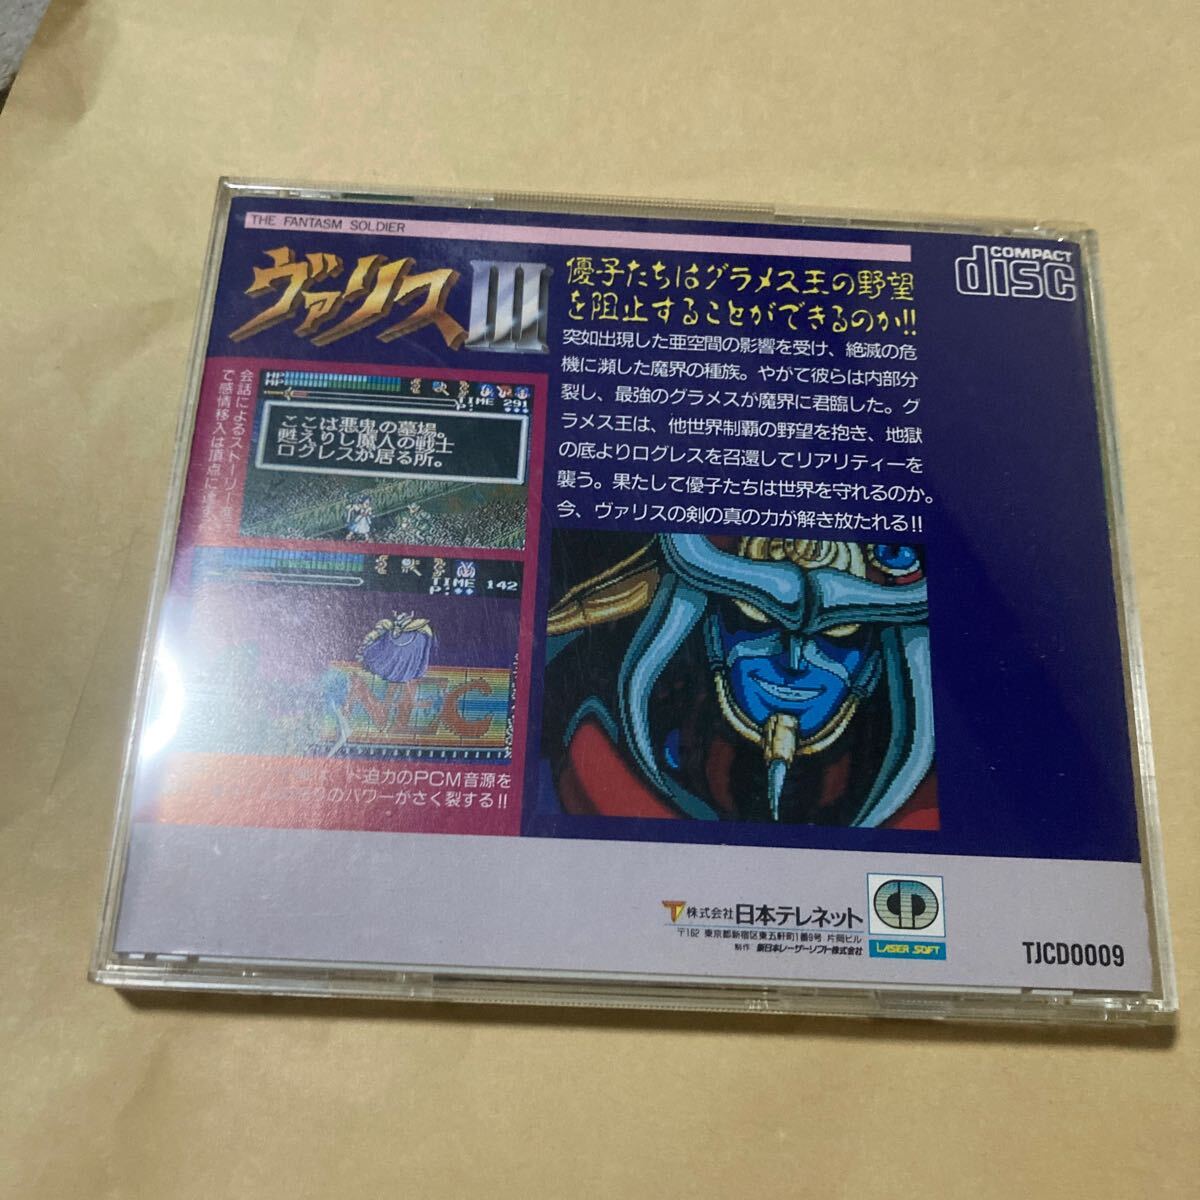 THE FANTASM SOLDIER
ヴァリスIII
COMPACT
disc
優子たちはグラメス王の野望
を阻止することができるのか!!
突如出現した亜空間の影響を受け、絶滅の危
機に瀕した魔界の種族。やがて彼らは内部分
裂し、最強のグラメスが魔界に君臨した。グ
ラメス王は、他世界制覇の野望を抱き、地獄
の底よりログレスを召還してリアリティーを
襲う。果たして優子たちは世界を守れるのか。
今、ヴァリスの剣の真の力が解き放たれる!!
会話によるストーリー
で感情移入は頂点に
HP
MP
TIME 291
P:
ここは悪鬼の墓場。
甦えりし魔人の戦士
ログレスが居る所。
TIME 142
P:
NEC
ド迫力のPCM音源を
のパワーがさく裂する!!
株式会社日本テレネット
〒162 東京都新宿区東五軒町1番9号 片岡ビル
制作 新日本レーザーソフト株式会社
LASER SOFT
TJCD0009